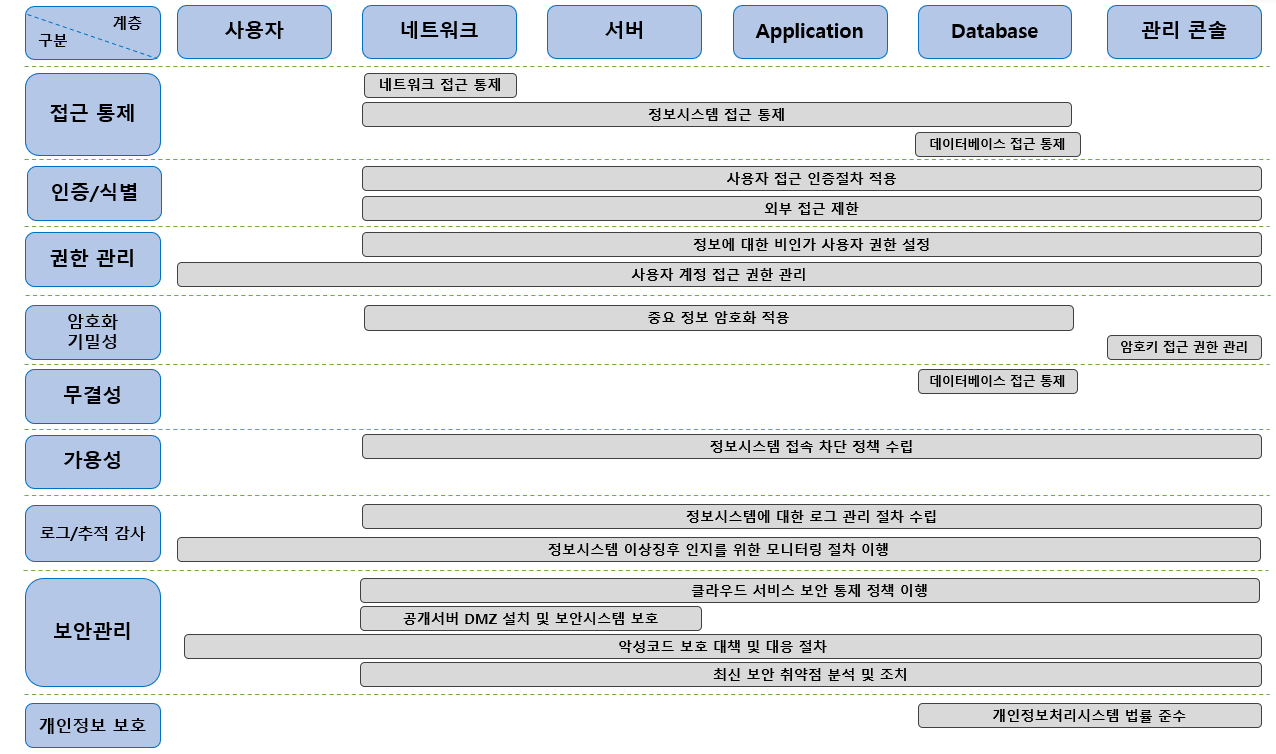 계층
구분
사용자
네트워크
서버
Application
Database
관리 콘솔
접근 통제
네트워크 접근 통제
정보시스템 접근 통제
데이터베이스 접근 통제
인증/식별
사용자 접근 인증절차 적용
외부 접근 제한
권한 관리
정보에 대한 비인가 사용자 권한 설정
사용자 계정 접근 권한 관리
암호화
기밀성
중요 정보 암호화 적용
암호키 접근 권한 관리
무결성
데이터베이스 접근 통제
가용성
정보시스템 접속 차단 정책 수립
로그/추적 감사
정보시스템에 대한 로그 관리 절차 수립
정보시스템 이상징후 인지를 위한 모니터링 절차 이행
보안관리
클라우드 서비스 보안 통제 정책 이행
공개서버 DMZ 설치 및 보안시스템 보호
악성코드 보호 대책 및 대응 절차
최신 보안 취약점 분석 및 조치
개인정보 보호
개인정보처리시스템 법률 준수